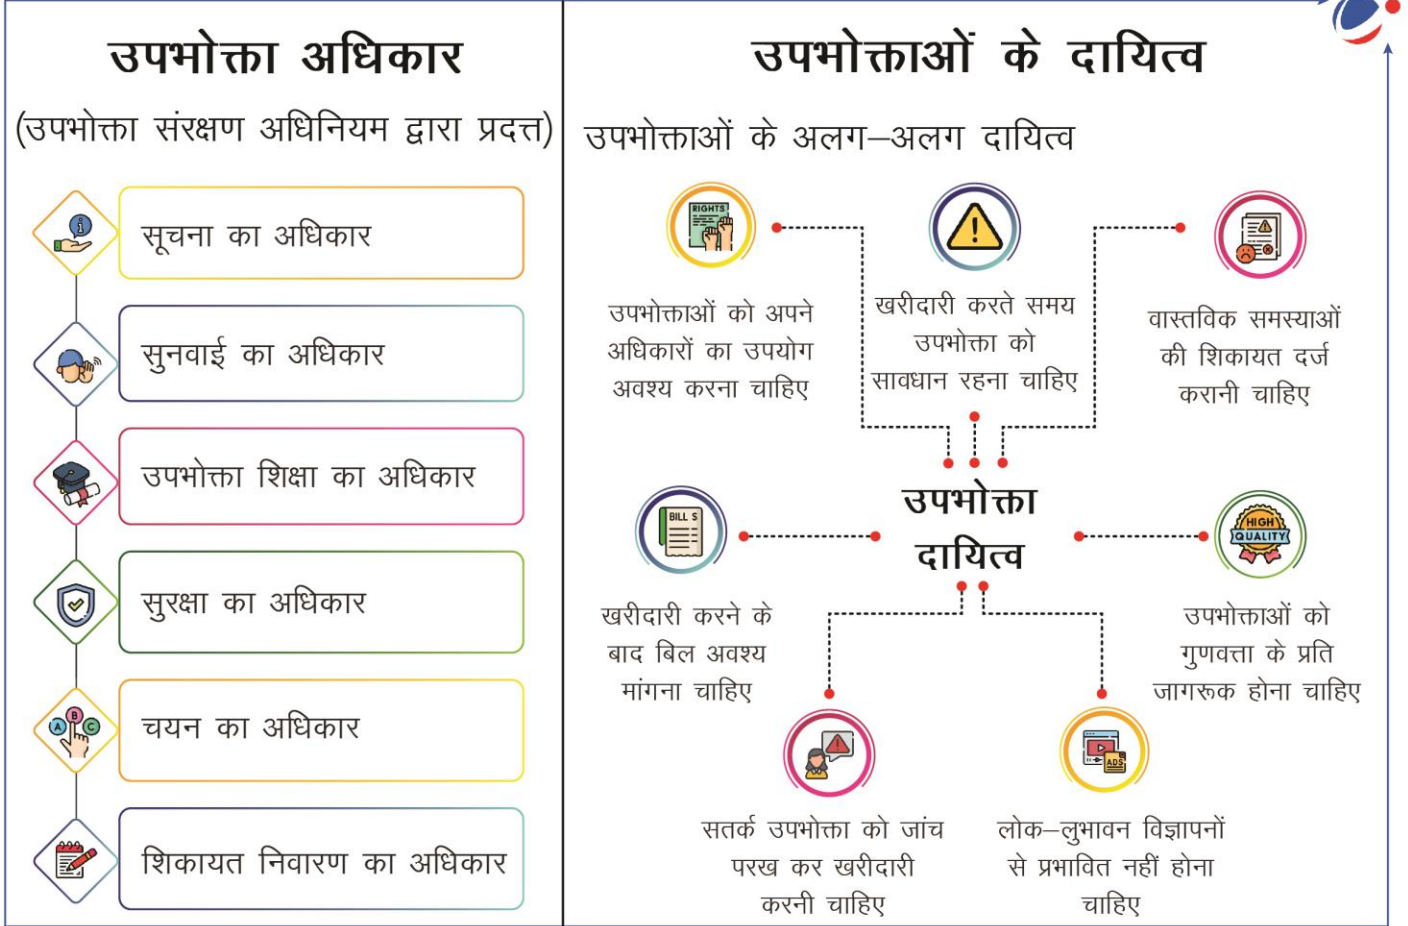 उपभोक्ता अधिकार
(उपभोक्ता संरक्षण अधिनियम द्वारा प्रदत्त)
सूचना का अधिकार
सुनवाई का अधिकार
उपभोक्ता शिक्षा का अधिकार
सुरक्षा का अधिकार
A B C
चयन का अधिकार
शिकायत निवारण का अधिकार
उपभोक्ताओं के दायित्व
उपभोक्ताओं के अलग–अलग दायित्व
RIGHTS
उपभोक्ताओं को अपने
अधिकारों का उपयोग
अवश्य करना चाहिए
खरीदारी करते समय
उपभोक्ता को
सावधान रहना चाहिए
वास्तविक समस्याओं
की शिकायत दर्ज
करानी चाहिए
उपभोक्ता
दायित्व
BILL S
खरीदारी करने के
बाद बिल अवश्य
मांगना चाहिए
HIGH
QUALITY
उपभोक्ताओं को
गुणवत्ता के प्रति
जागरूक होना चाहिए
सतर्क उपभोक्ता को जांच
परख कर खरीदारी
करनी चाहिए
ADS
लोक–लुभावन विज्ञापनों
से प्रभावित नहीं होना
चाहिए